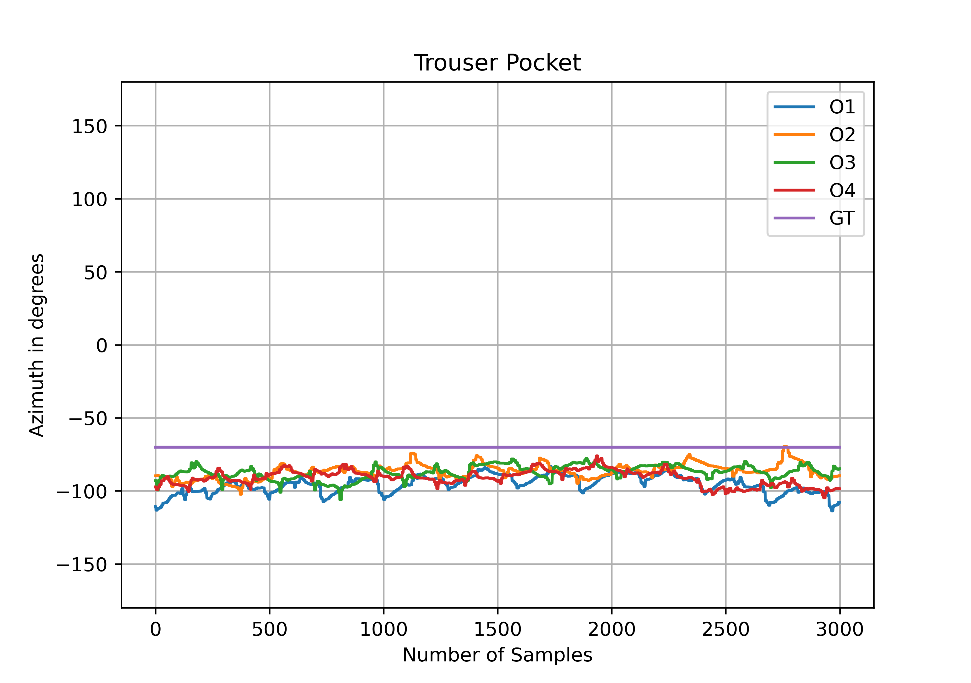 Trouser Pocket
O1
O2
O3
O4
GT
150
100
50
0
−50
−100
−150
Azimuth in degrees
0 500 1000 1500 2000 2500 3000
Number of Samples